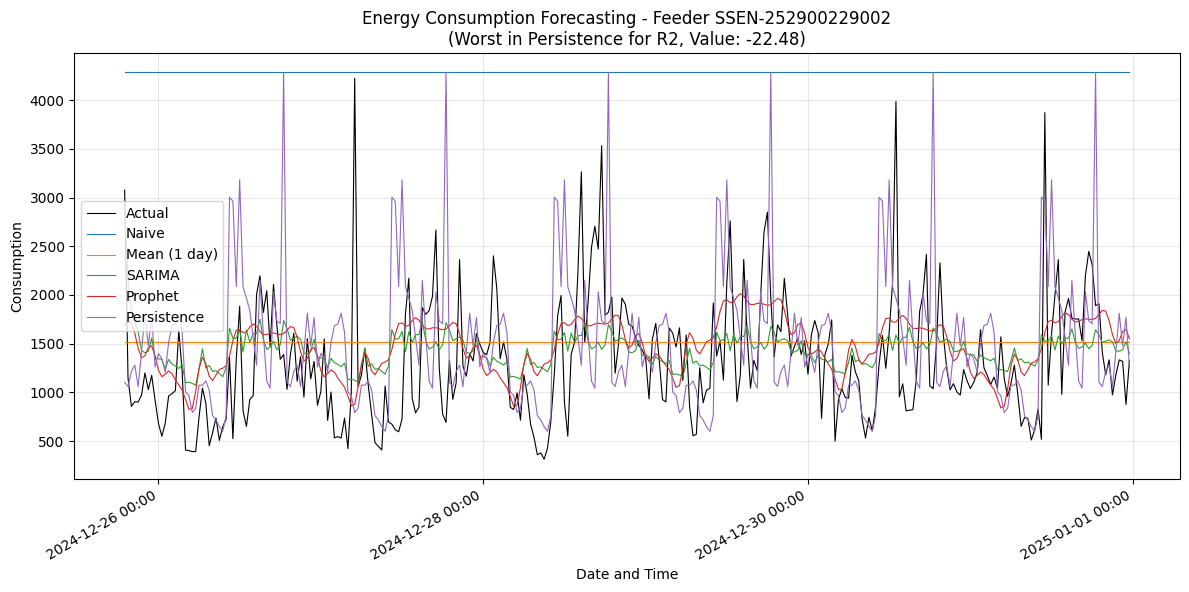 Energy Consumption Forecasting - Feeder SSEN-252900229002
(Worst in Persistence for R2, Value: -22.48)
Consumption
4000
3500
3000
2500
2000
1500
1000
500
Actual
Naive
Mean (1 day)
SARIMA
Prophet
Persistence
2024-12-26 00:00
2024-12-28 00:00
2024-12-30 00:00
2025-01-01 00:00
Date and Time